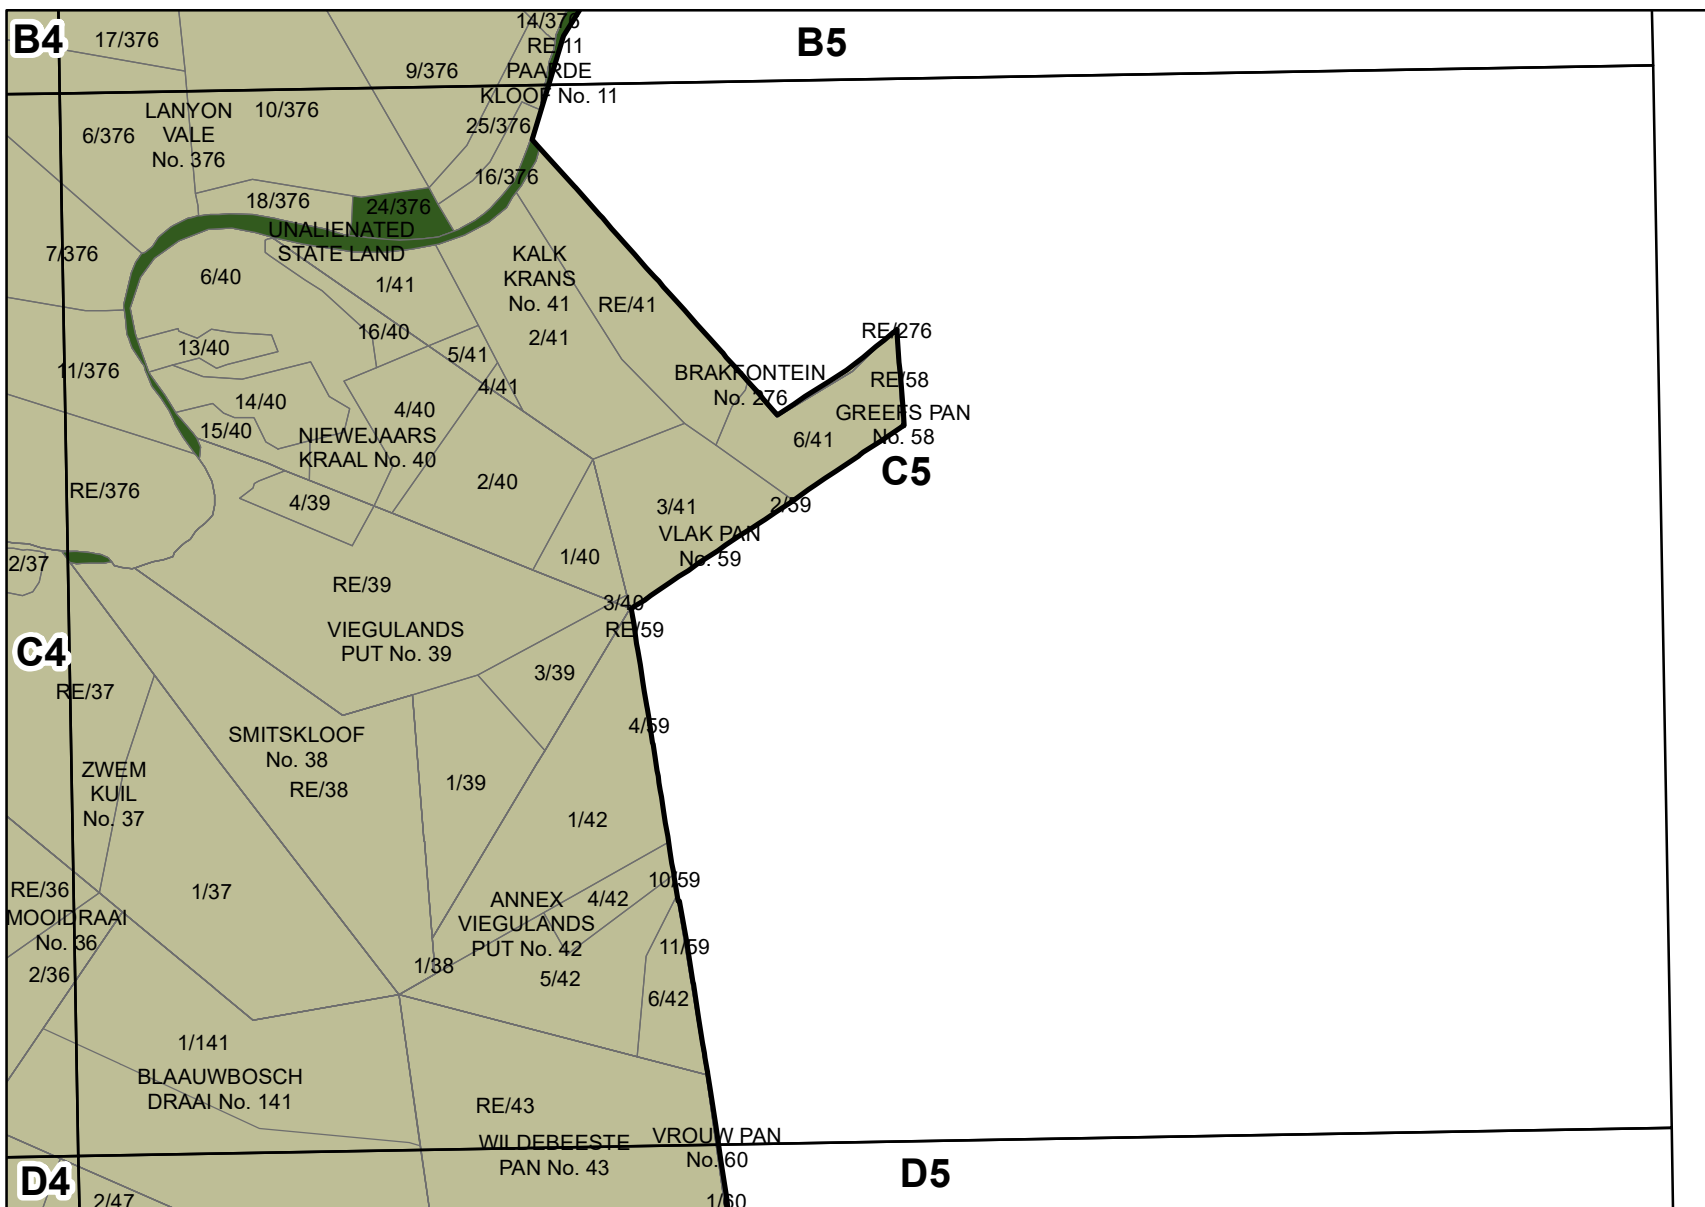 14/376
B4
17/376
B5
RE/11
9/376
PAARDE
KLOOF No. 11
LANYON
VALE
No. 376
10/376
6/376
25/376
16/376
18/376
24/376
UNALIENATED
STATE LAND
7/376
KALK
KRANS
No. 41
6/40
1/41
RE/41
16/40
2/41
RE/276
13/40
5/41
11/376
BRAKFONTEIN
No. 276
RE/58
4/41
14/40
4/40
GREEFS PAN
No. 58
15/40
NIEWEJAARS
KRAAL No. 40
6/41
C5
2/40
RE/376
4/39
3/41
2/59
VLAK PAN
No. 59
1/40
2/37
RE/39
3/40
RE/59
VIEGULANDS
PUT No. 39
C4
3/39
RE/37
4/59
SMITSKLOOF
No. 38
RE/38
ZWEM
KUIL
No. 37
1/39
1/42
10/59
RE/36
1/37
ANNEX
VIEGULANDS
PUT No. 42
4/42
MOOIDRAAI
No. 36
11/59
1/38
2/36
5/42
6/42
1/141
BLAAUWBOSCH
DRAAI No. 141
RE/43
WILDEBEESTE
PAN No. 43
VROUW PAN
No. 60
D4
D5
2/47
1/60